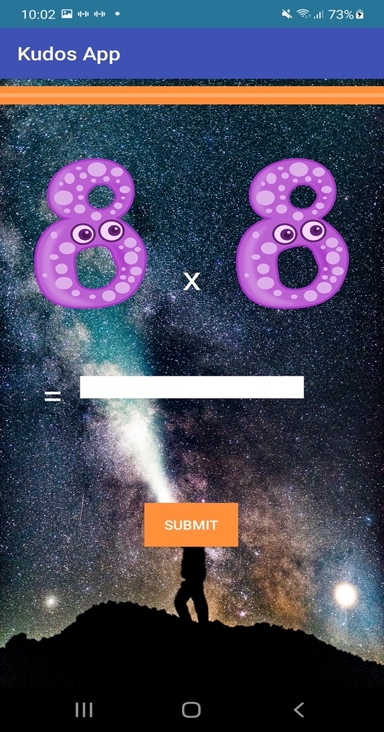 10:02 73%
Kudos App
8 x 8
=
SUBMIT